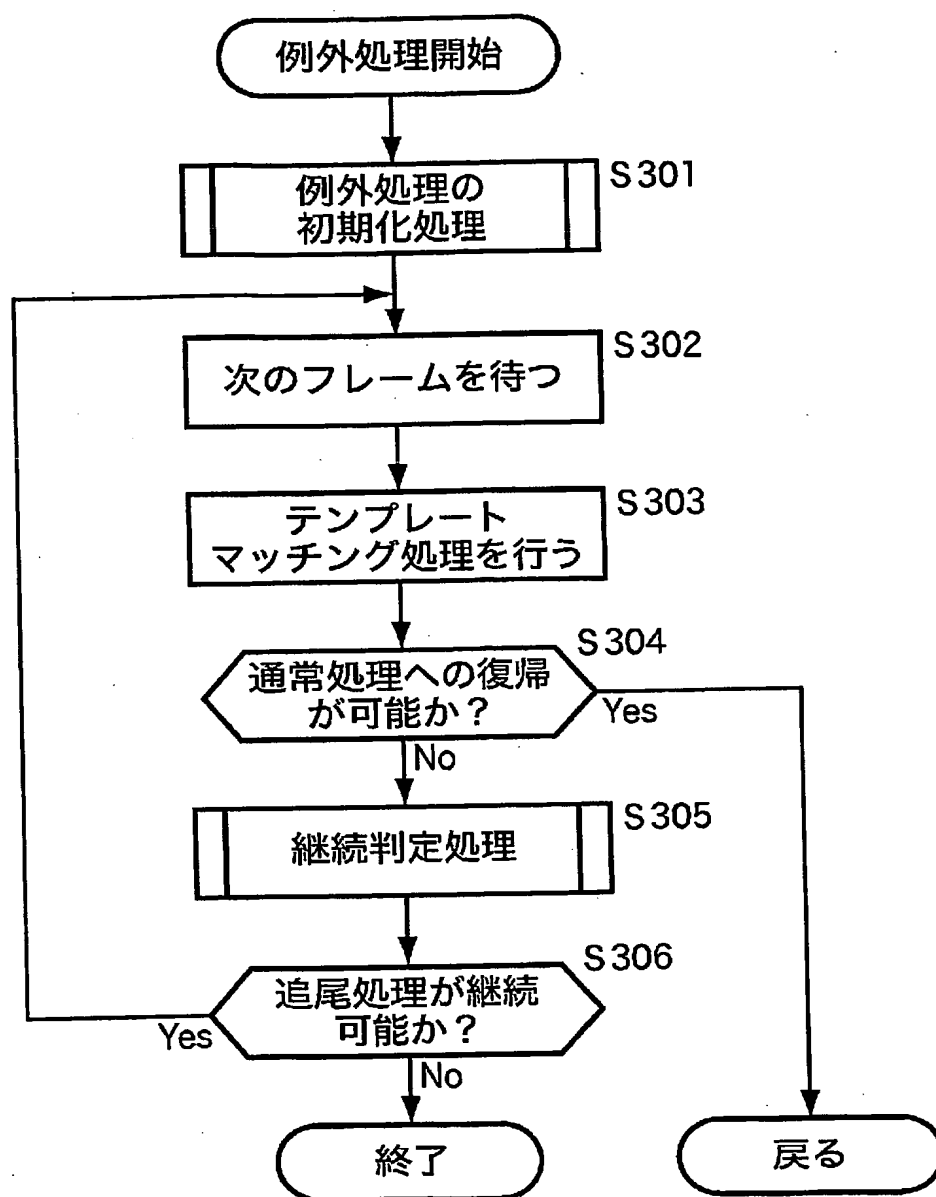 例外処理開始
S301
例外処理の
初期化処理
S302
次のフレームを待つ
S303
テンプレート
マッチング処理を行う
S304
通常処理への復帰
が可能か？
Yes
No
S305
継続判定処理
S306
追尾処理が継続
可能か？
Yes
No
終了
戻る